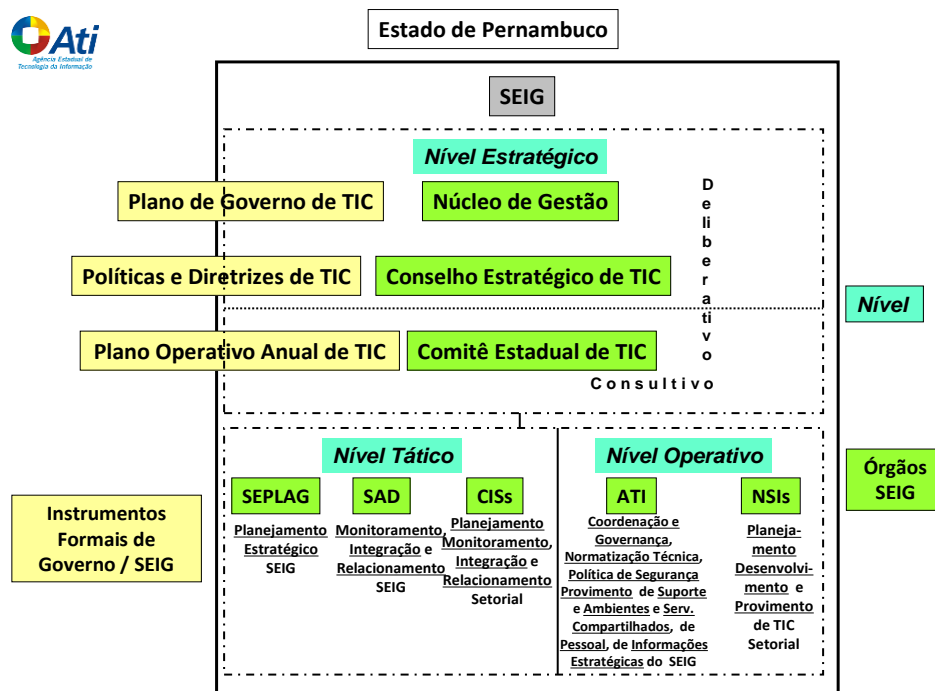 Ati
Agência Estadual de
Tecnologia da Informação
Estado de Pernambuco
SEIG
Nível Estratégico
Plano de Governo de TIC
Núcleo de Gestão
Deliberativo
Políticas e Diretrizes de TIC
Conselho Estratégico de TIC
Nível
Plano Operativo Anual de TIC
Comitê Estadual de TIC
Consultivo
Nível Tático
Nível Operativo
Órgãos
SEIG
Instrumentos
Formais de
Governo / SEIG
SEPLAG
Planejamento
Estratégico
SEIG
SAD
Monitoramento,
Integração e
Relacionamento
SEIG
CISs
Planejamento
Monitoramento,
Integração e
Relacionamento
Setorial
ATI
Coordenação e
Governança,
Normatização Técnica,
Política de Segurança
Provimento de Suporte
e Ambientes e Serv.
Compartilhados, de
Pessoal, de Informações
Estratégicas do SEIG
NSIs
Planeja-
mento
Desenvolvi-
mento e
Provimento
de TIC
Setorial